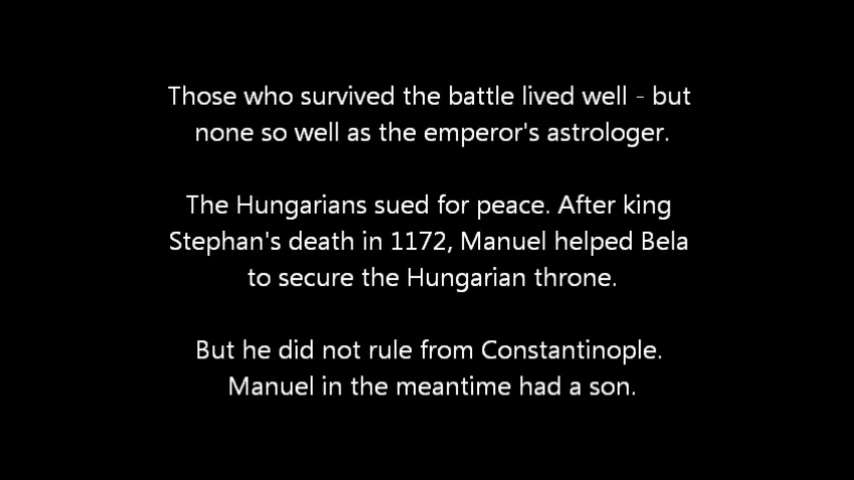 Those who survived the battle lived well - but
none so well as the emperor's astrologer.
The Hungarians sued for peace. After king
Stephan's death in 1172, Manuel helped Bela
to secure the Hungarian throne.
But he did not rule from Constantinople.
Manuel in the meantime had a son.